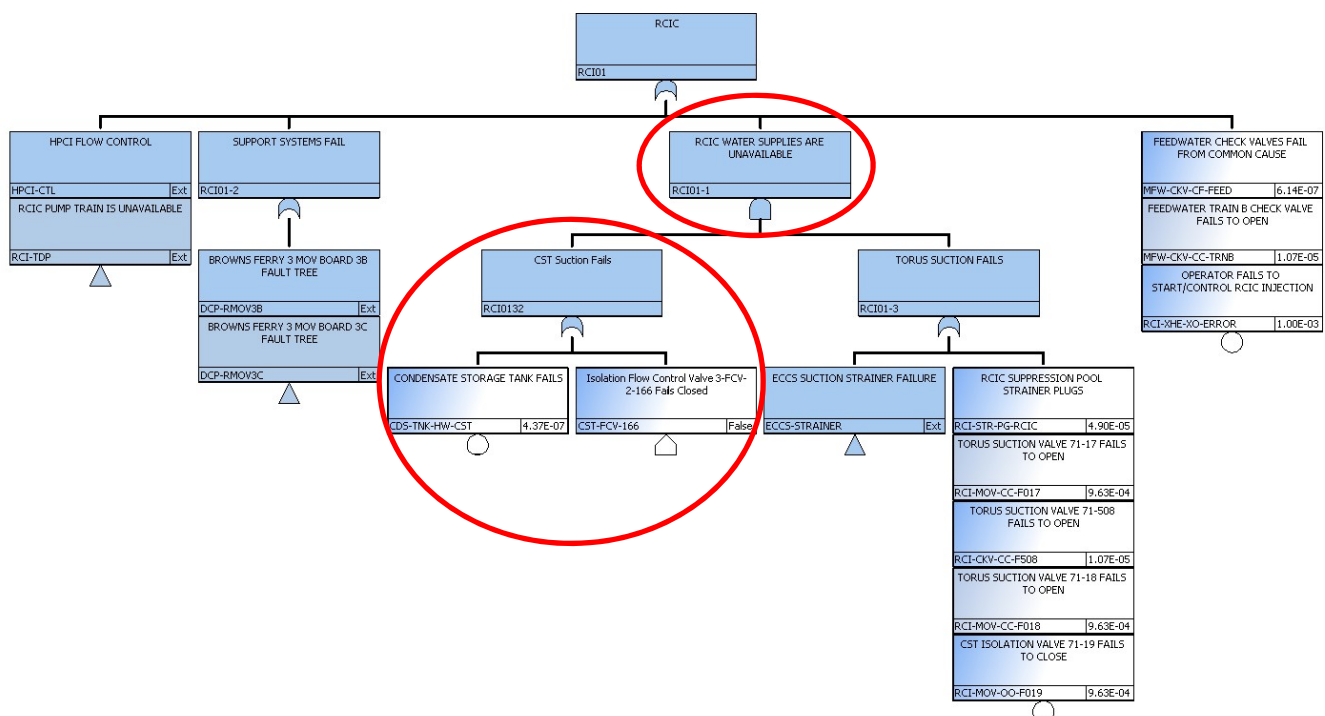 RCIC
RCI01
HPCI FLOW CONTROL
HPCI-CTL Ext
RCIC PUMP TRAIN IS UNAVAILABLE
RCI-TDP Ext
SUPPORT SYSTEMS FAIL
RCI01-2
BROWNS FERRY 3 MOV BOARD 3B
FAULT TREE
DCP-RMOV3B Ext
BROWNS FERRY 3 MOV BOARD 3C
FAULT TREE
DCP-RMOV3C Ext
RCIC WATER SUPPLIES ARE
UNAVAILABLE
RCI01-1
CST Suction Fails
RCI0132
CONDENSATE STORAGE TANK FAILS
CDS-TNK-HW-CST 4.37E-07
Isolation Flow Control Valve 3-FCV-
2-166 Fails Closed
CST-FCV-166 False
TORUS SUCTION FAILS
RCI01-3
ECCS SUCTION STRAINER FAILURE
ECCS-STRAINER Ext
RCIC SUPPRESSION POOL
STRAINER PLUGS
RCI-STR-PG-RCIC 4.90E-05
TORUS SUCTION VALVE 71-17 FAILS
TO OPEN
RCI-MOV-CC-F017 9.63E-04
TORUS SUCTION VALVE 71-508
FAILS TO OPEN
RCI-CKV-CC-F508 1.07E-05
TORUS SUCTION VALVE 71-18 FAILS
TO OPEN
RCI-MOV-CC-F018 9.63E-04
CST ISOLATION VALVE 71-19 FAILS
TO CLOSE
RCI-MOV-OO-F019 9.63E-04
FEEDWATER CHECK VALVES FAIL
FROM COMMON CAUSE
MFW-CKV-CF-FEED 6.14E-07
FEEDWATER TRAIN B CHECK VALVE
FAILS TO OPEN
MFW-CKV-CC-TRNB 1.07E-05
OPERATOR FAILS TO
START/CONTROL RCIC INJECTION
RCI-XHE-XO-ERROR 1.00E-03